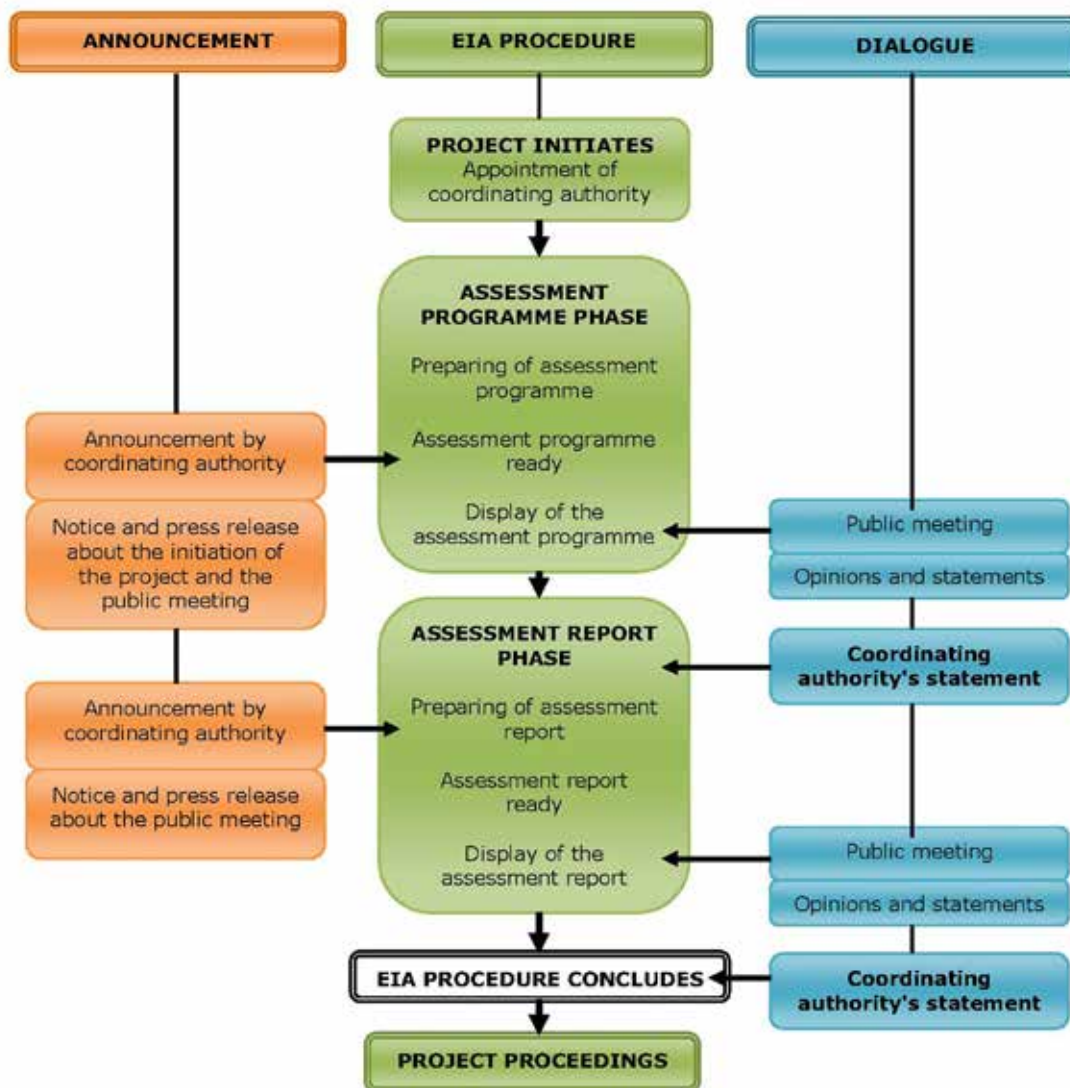 ANNOUNCEMENT
EIA PROCEDURE
DIALOGUE
PROJECT INITIATES
Appointment of
coordinating authority
ASSESSMENT
PROGRAMME PHASE
Preparing of assessment
programme
Announcement by
coordinating authority
Assessment programme
ready
Notice and press release
about the initiation of
the project and the
public meeting
Display of the
assessment programme
Public meeting
Opinions and statements
ASSESSMENT REPORT
PHASE
Coordinating
authority's statement
Announcement by
coordinating authority
Preparing of assessment
report
Notice and press release
about the public meeting
Assessment report
ready
Display of the
assessment report
Public meeting
Opinions and statements
EIA PROCEDURE CONCLUDES
Coordinating
authority's statement
PROJECT PROCEEDINGS